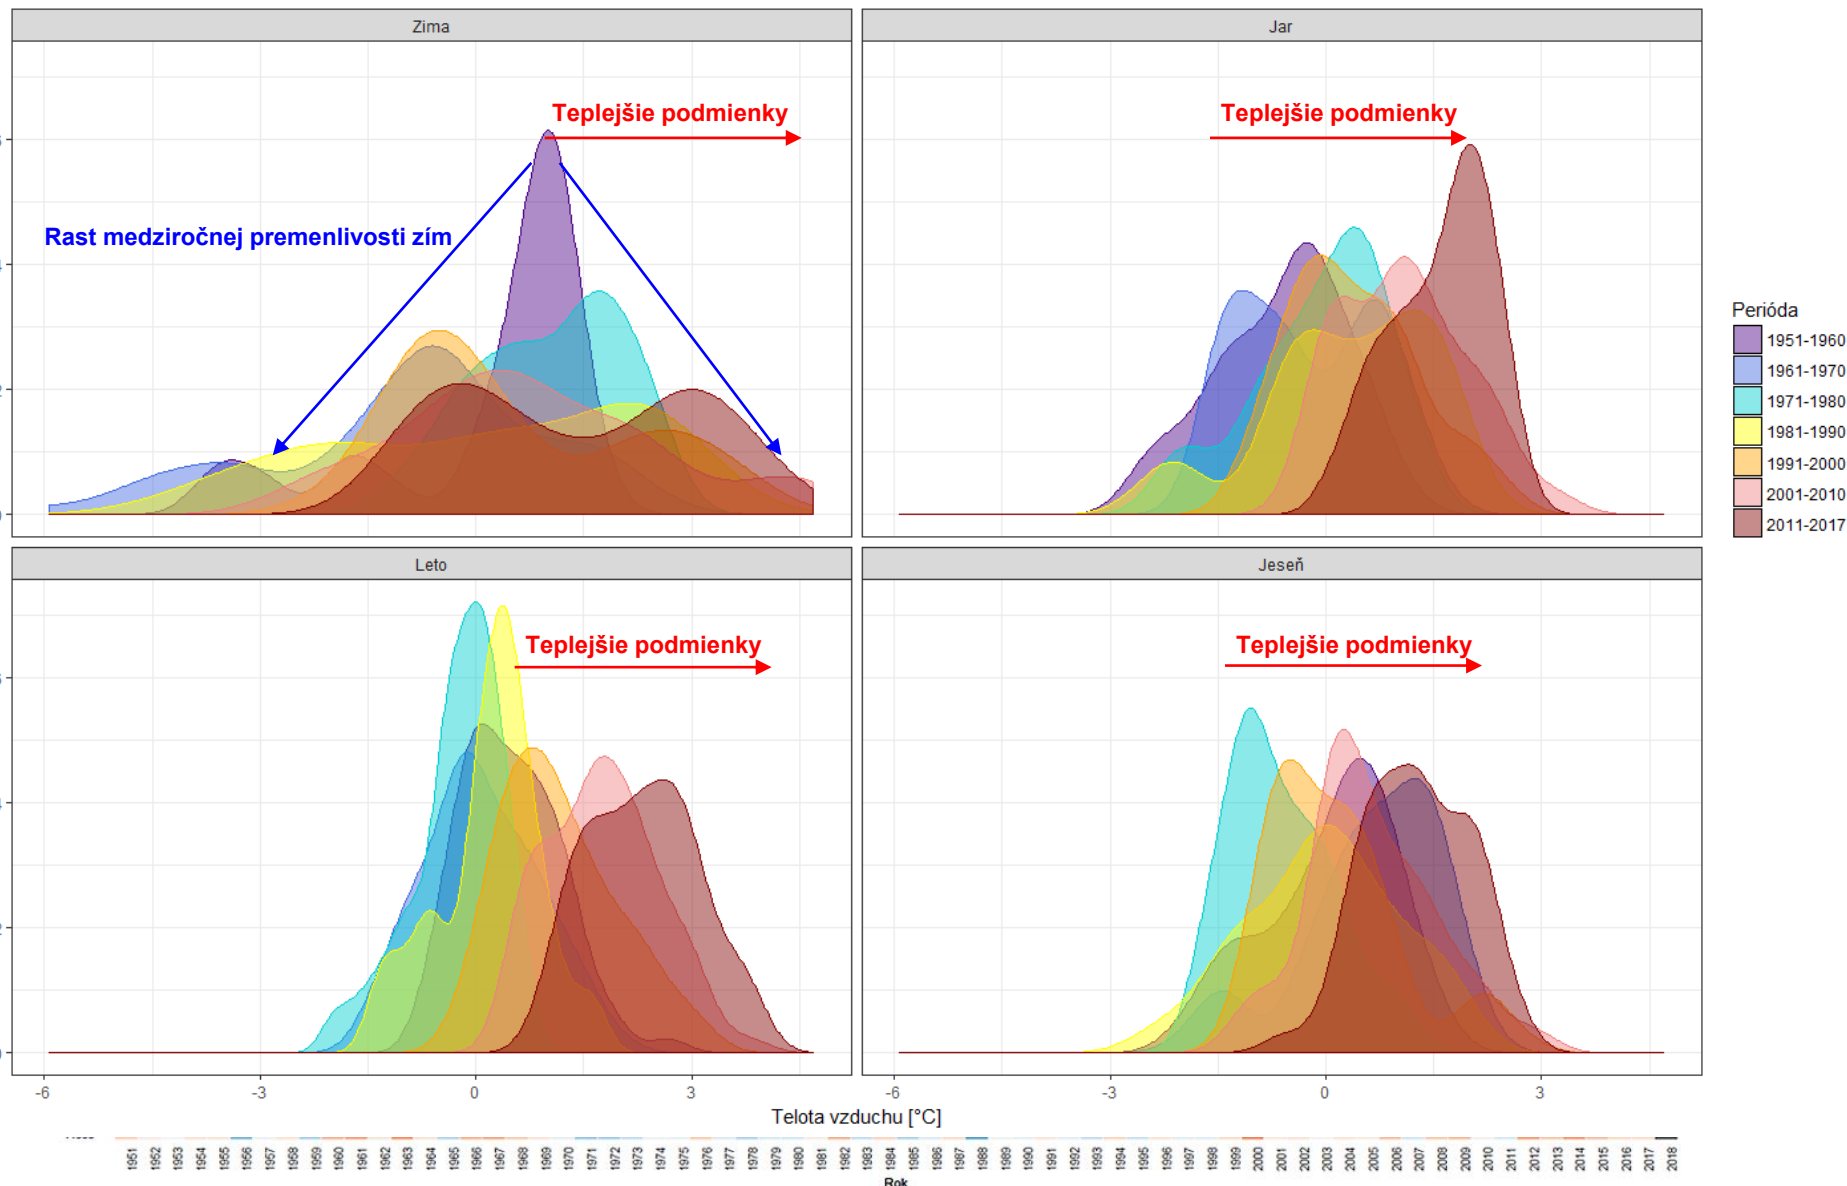 Zima
Jar
Teplejšie podmienky
Teplejšie podmienky
Rast medziročnej premenlivosti zím
Perióda
1951-1960
1961-1970
1971-1980
1981-1990
1991-2000
2001-2010
2011-2017
Leto
Jeseň
Teplejšie podmienky
Teplejšie podmienky
-6 -3 0 3 -6 -3 0 3
Telota vzduchu [°C]
1951 1952 1953 1954 1955 1956 1957 1958 1959 1960 1961 1962 1963 1964 1965 1966 1967 1968 1969 1970 1971 1972 1973 1974 1975 1976 1977 1978 1979 1980 1981 1982 1983 1984 1985 1986 1987 1988 1989 1990 1991 1992 1993 1994 1995 1996 1997 1998 1999 2000 2001 2002 2003 2004 2005 2006 2007 2008 2009 2010 2011 2012 2013 2014 2015 2016 2017 2018
Rok